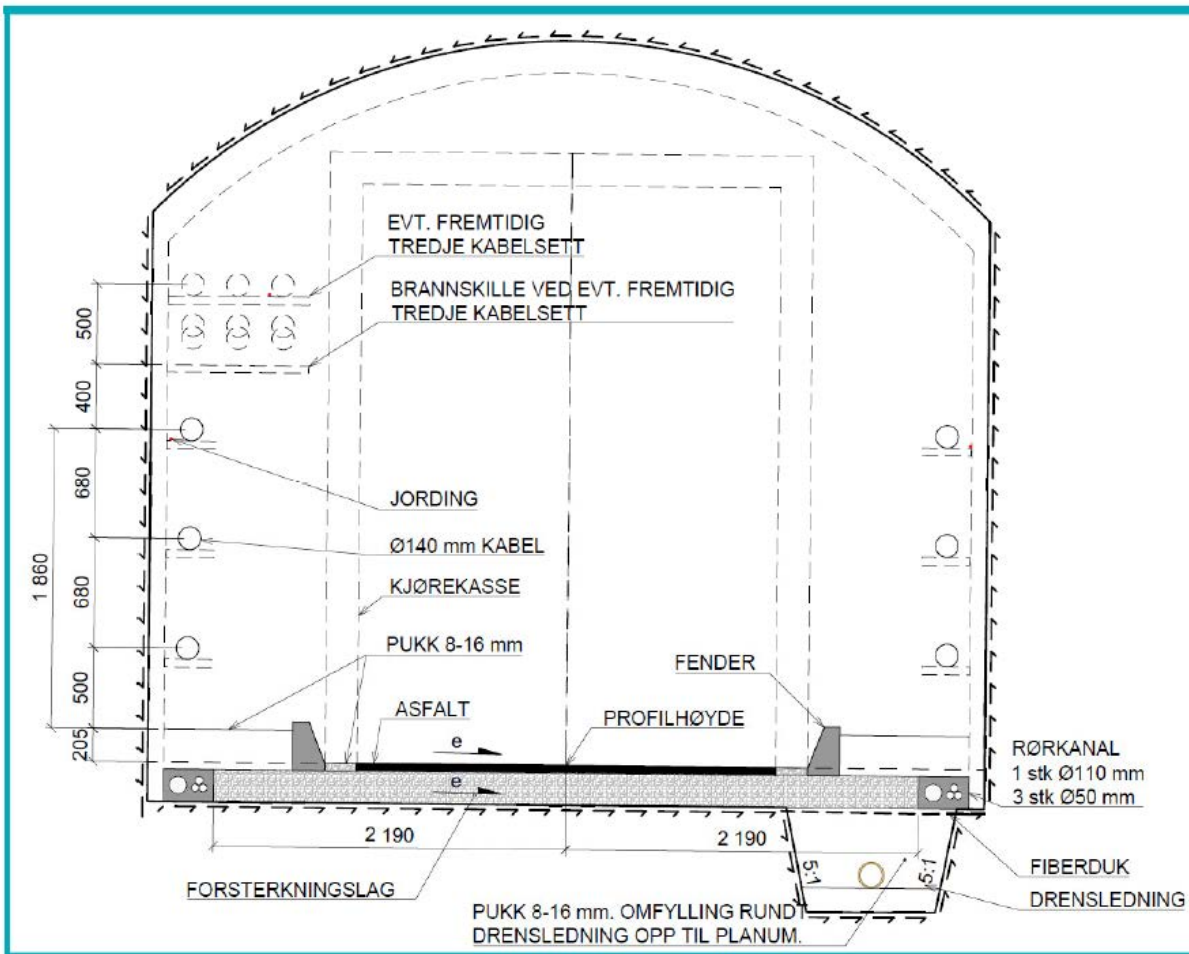 EVT. FREMTIDIG
TREDJE KABELSETT
BRANNSKILLE VED EVT. FREMTIDIG
TREDJE KABELSETT
500
400
680
JORDING
Ø140 mm KABEL
1 860
680
KJØREKASSE
PUKK 8-16 mm
FENDER
500
ASFALT
PROFILHØYDE
205
e
e
RØRKANAL
1 stk Ø110 mm
3 stk Ø50 mm
2 190
2 190
5:1
5:1
FIBERDUK
FORSTERKNINGSLAG
DRENSLEDNING
PUKK 8-16 mm. OMFYLLING RUNDT
DRENSLEDNING OPP TIL PLANUM.